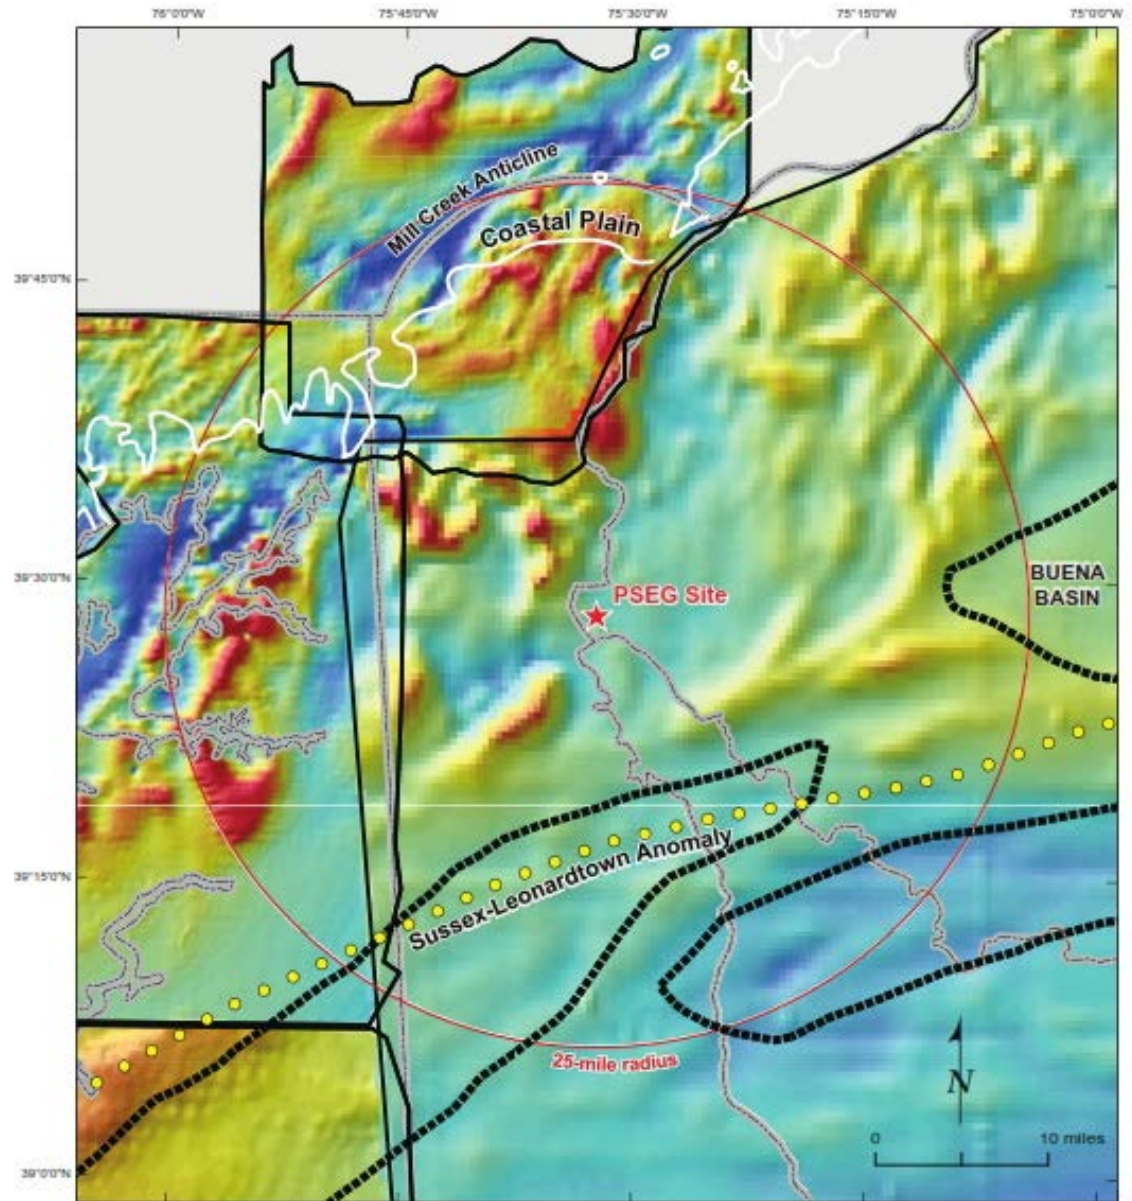 76°0'0"W
75°45'0"W
75°30'0"W
75°15'0"W
75°0'0"W
Mill Creek Anticline
Coastal Plain
39°45'0"N
39°30'0"N
PSEG Site
BUENA
BASIN
39°15'0"N
Sussex-Leonardtown Anomaly
25-mile radius
N
0
10 miles
39°0'0"N